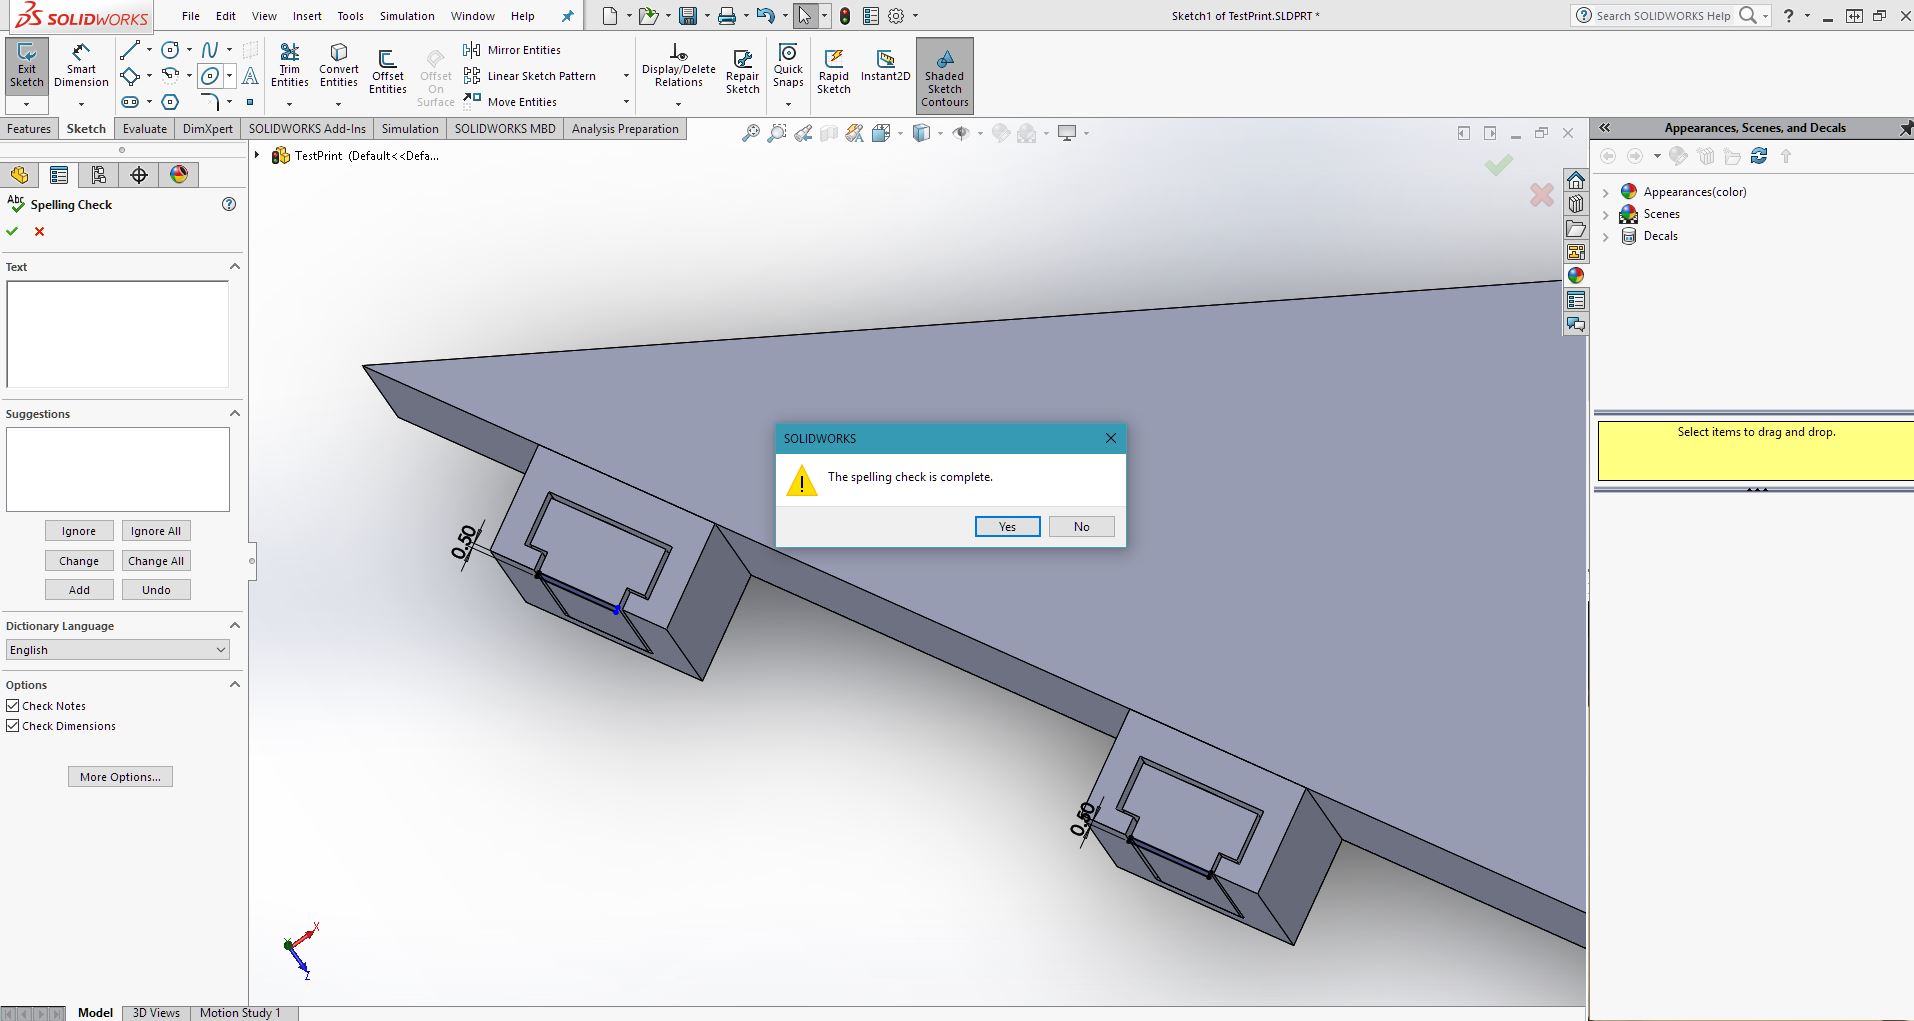 SOLIDWORKS
File Edit View Insert Tools Simulation Window Help
Sketch1 of TestPrint.SLDPRT *
Search SOLIDWORKS Help
Exit Sketch
Smart Dimension
Trim Entities
Convert Entities
Offset Entities
Offset On Surface
Mirror Entities
Linear Sketch Pattern
Move Entities
Display/Delete Relations
Repair Sketch
Quick Snaps
Rapid Sketch
Instant2D
Shaded Sketch Contours
Features Sketch Evaluate DimXpert SOLIDWORKS Add-Ins Simulation SOLIDWORKS MBD Analysis Preparation
TestPrint (Default<<Defa...
Abc
Spelling Check
Text
Suggestions
Ignore Ignore All
Change Change All
Add Undo
Dictionary Language
English
Options
Check Notes
Check Dimensions
More Options...
SOLIDWORKS
The spelling check is complete.
Yes No
0.50
0.50
X
Y
Z
Appearances, Scenes, and Decals
Appearances(color)
Scenes
Decals
Select items to drag and drop.
Model 3D Views Motion Study 1